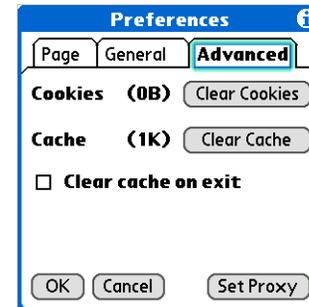 Preferences i
Page General Advanced
Cookies (0B) Clear Cookies
Cache (1K) Clear Cache
Clear cache on exit
OK Cancel Set Proxy